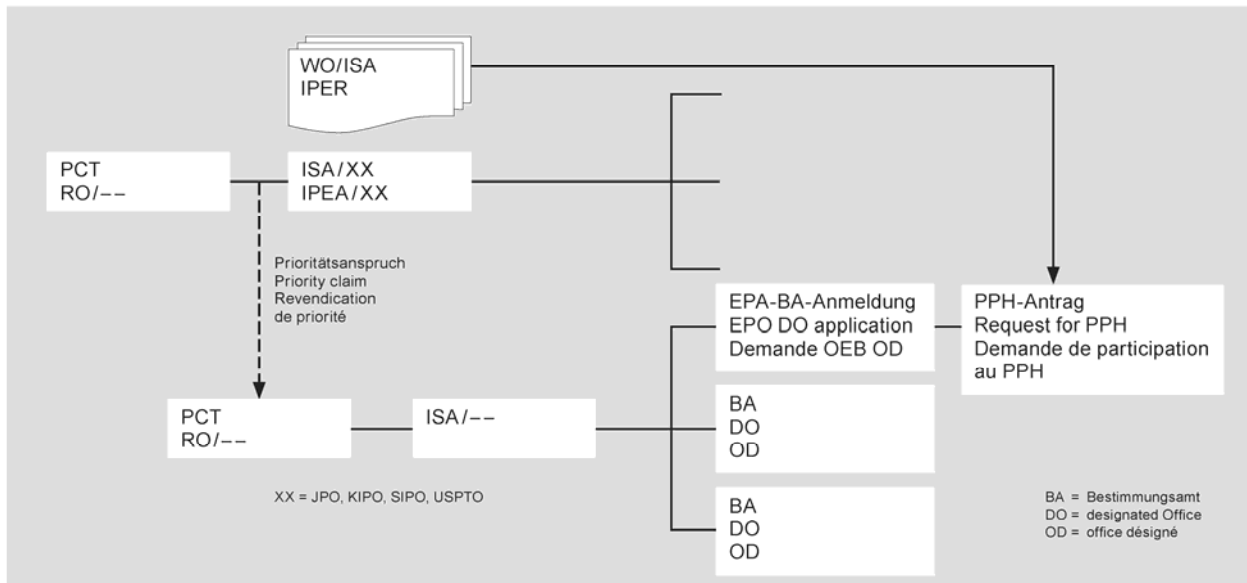 WO/ISA
IPER
PCT
RO/––
ISA/XX
IPEA/XX
Prioritätsanspruch
Priority claim
Revendication
de priorité
EPA-BA-Anmeldung
EPO DO application
Demande OEB OD
PPH-Antrag
Request for PPH
Demande de participation
au PPH
PCT
RO/––
ISA/––
BA
DO
OD
XX = JPO, KIPO, SIPO, USPTO
BA
DO
OD
BA = Bestimmungsamt
DO = designated Office
OD = office désigné